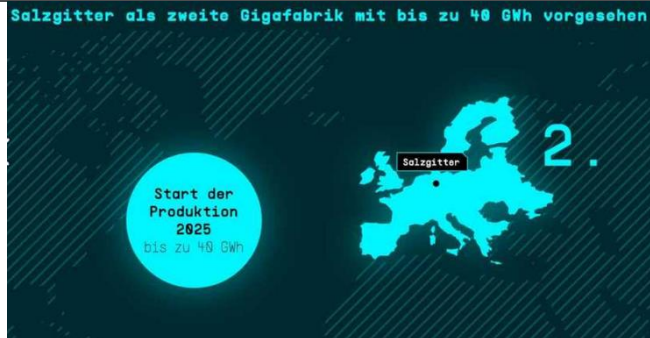 Salzgitter als zweite Gigafabrik mit bis zu 40 GWh vorgesehen
2.
Salzgitter
Start der
Produktion
2025
bis zu 40 GWh